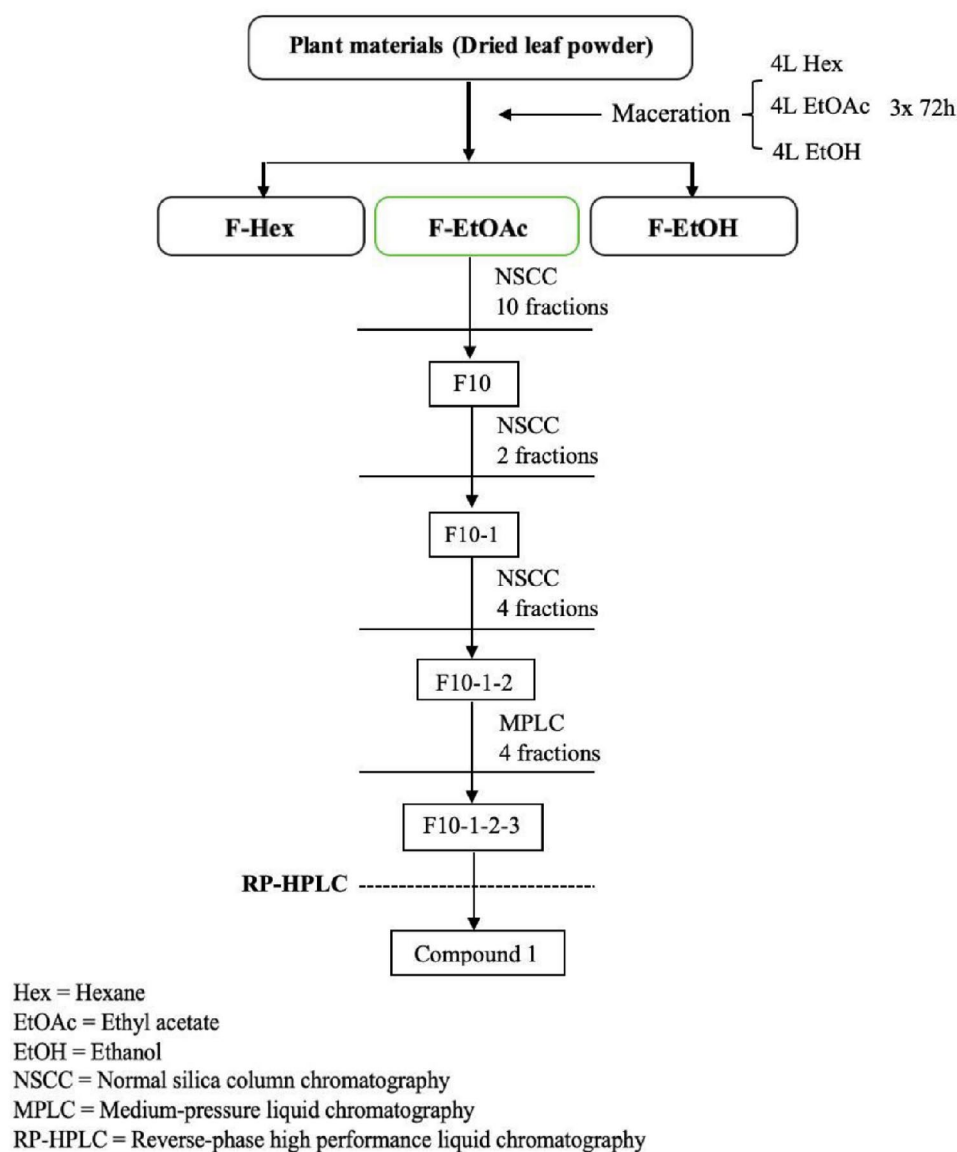 Plant materials (Dried leaf powder)
4L Hex
Maceration
4L EtOAc
3x 72h
4L EtOH
F-Hex
F-EtOAc
F-EtOH
NSCC
10 fractions
F10
NSCC
2 fractions
F10-1
NSCC
4 fractions
F10-1-2
MPLC
4 fractions
F10-1-2-3
RP-HPLC
Compound 1
Hex = Hexane
EtOAc = Ethyl acetate
EtOH = Ethanol
NSCC = Normal silica column chromatography
MPLC = Medium-pressure liquid chromatography
RP-HPLC = Reverse-phase high performance liquid chromatography